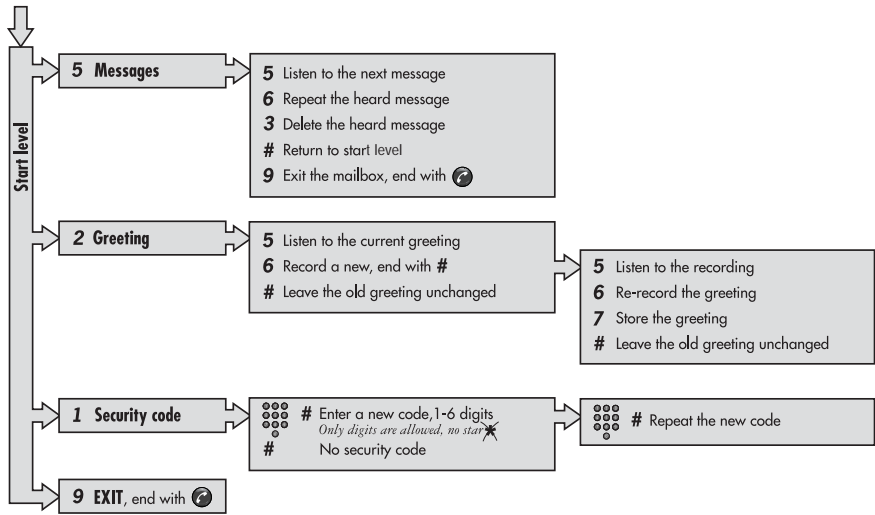 Start level
5 Messages
5 Listen to the next message
6 Repeat the heard message
3 Delete the heard message
# Return to start level
9 Exit the mailbox, end with
2 Greeting
5 Listen to the current greeting
6 Record a new, end with #
# Leave the old greeting unchanged
5 Listen to the recording
6 Re-record the greeting
7 Store the greeting
# Leave the old greeting unchanged
1 Security code
# Enter a new code,1-6 digits
Only digits are allowed, no star *
# No security code
# Repeat the new code
9 EXIT, end with